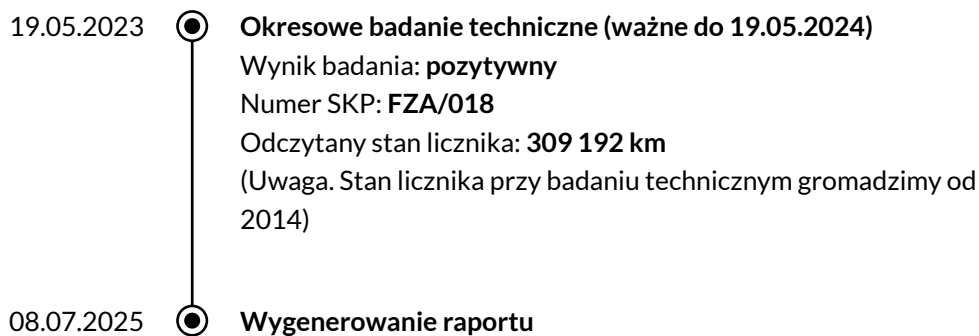 19.05.2023 Okresowe badanie techniczne (ważne do 19.05.2024)
Wynik badania: pozytywny
Numer SKP: FZA/018
Odczytany stan licznika: 309 192 km
(Uwaga. Stan licznika przy badaniu technicznym gromadzimy od
2014)
08.07.2025 Wygenerowanie raportu